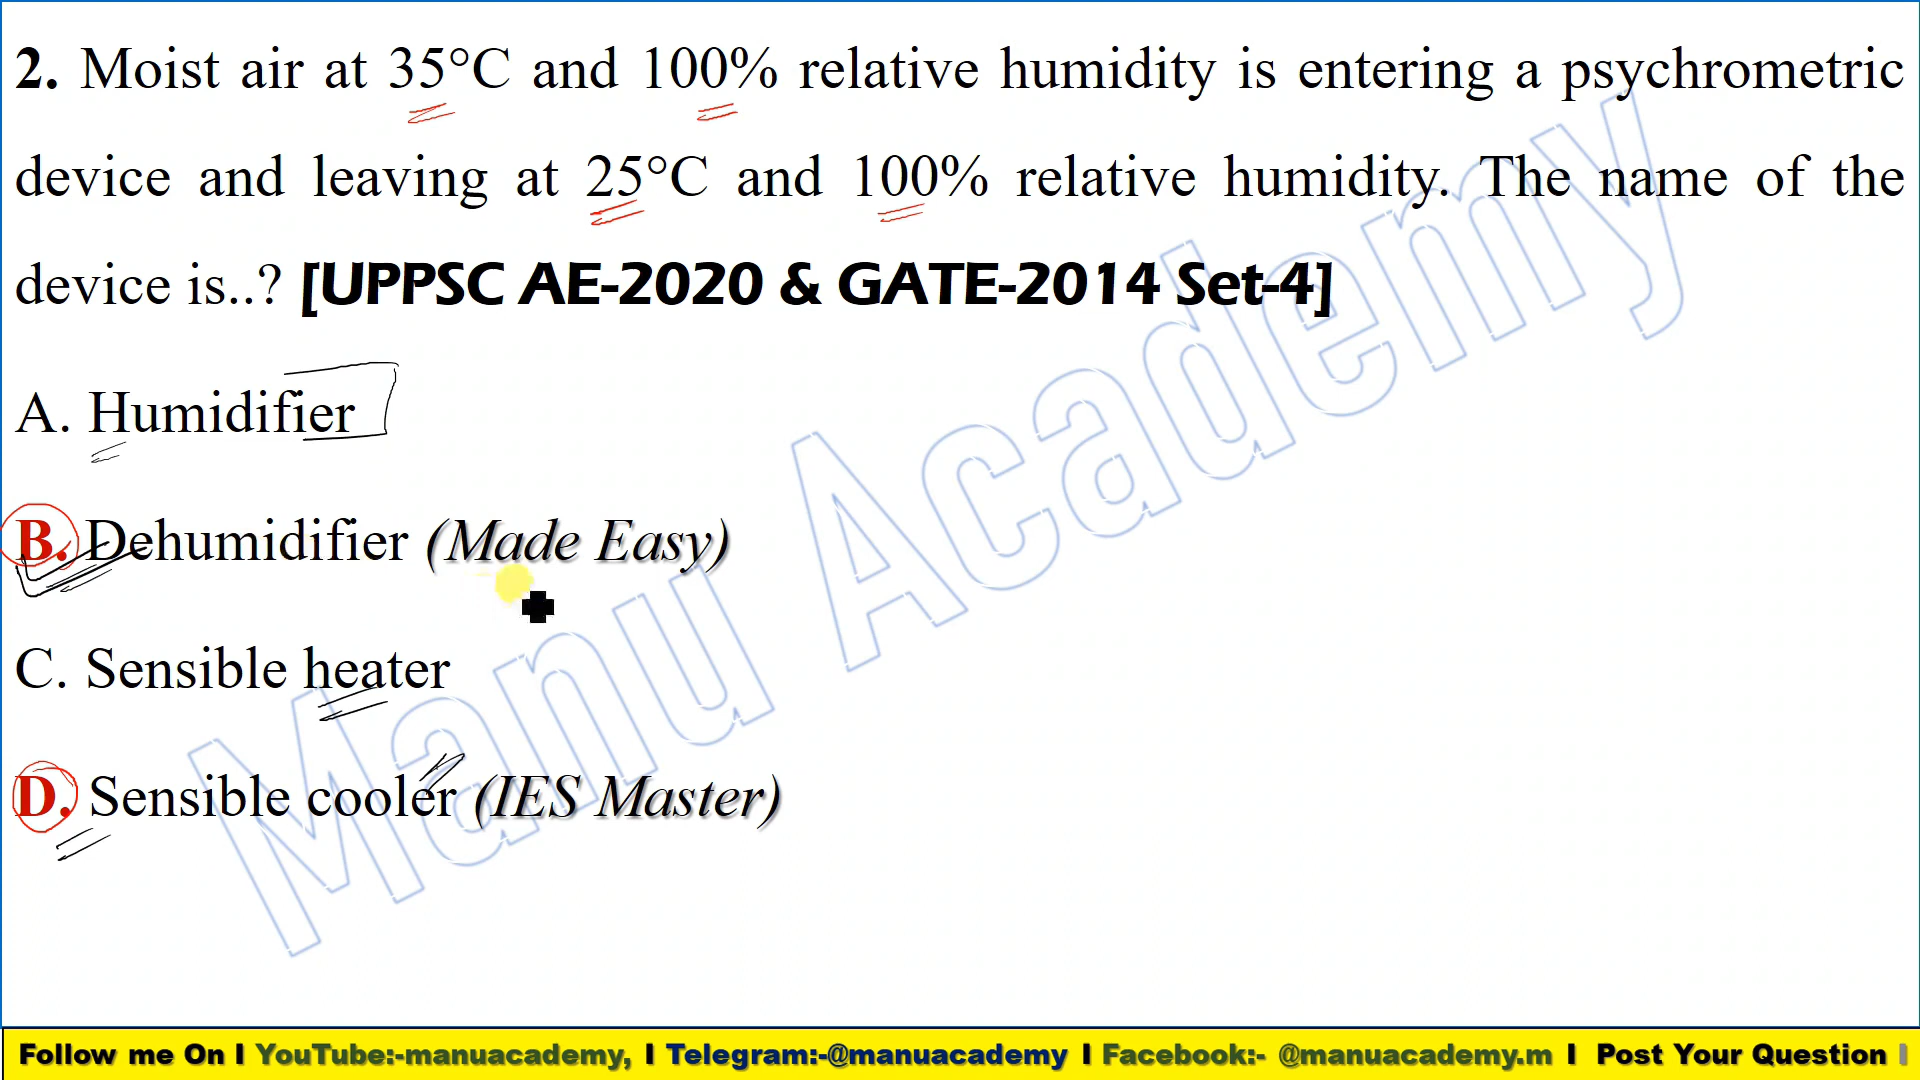 2. Moist air at 35°C and 100% relative humidity is entering a psychrometric
device and leaving at 25°C and 100% relative humidity. The name of the
device is..? [UPPSC AE-2020 & GATE-2014 Set-4]
A. Humidifier
B. Dehumidifier (Made Easy)
C. Sensible heater
D. Sensible cooler (IES Master)
Manu Academy
Follow me On I YouTube:-manuacademy, I Telegram:-@manuacademy I Facebook:- @manuacademy.m I Post Your Question I